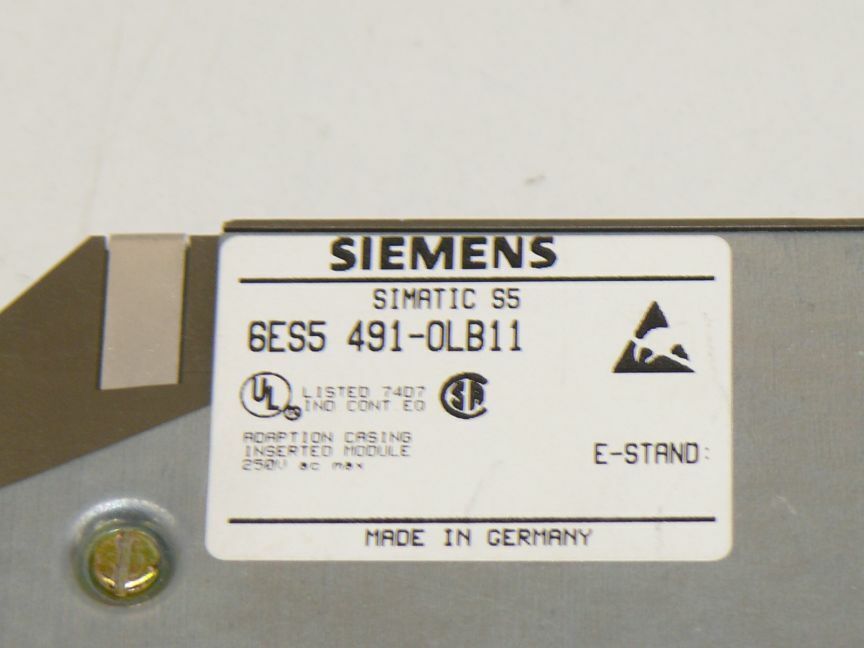 SIEMENS
SIMATIC S5
6ES5 491-0LB11
UL LISTED 74D7
IND CONT EQ
ADAPTION CASING
INSERTED MODULE
250V ac max
E-STAND:
MADE IN GERMANY